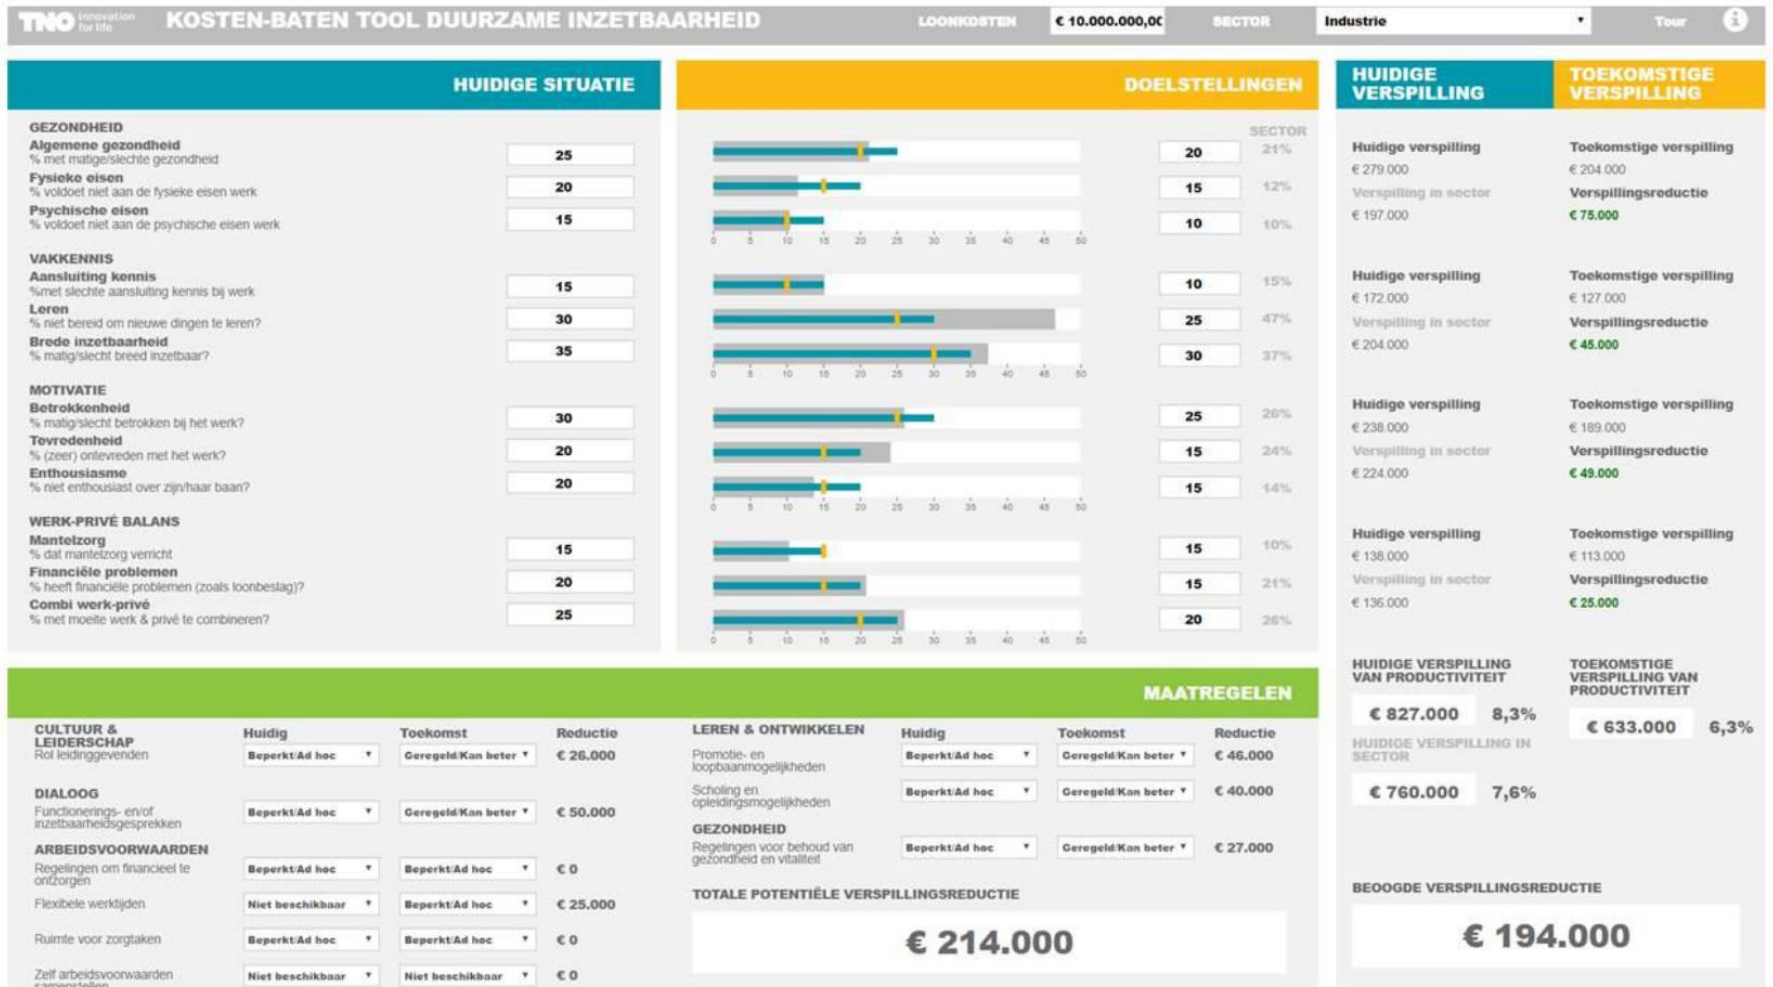 TNO innovation for life
KOSTEN-BATEN TOOL DUURZAME INZETBAARHEID
LOONKOSTEN € 10.000.000,0( SECTOR Industrie Tour i
HUIDIGE SITUATIE
GEZONDHEID
Algemene gezondheid
% met matige/slechte gezondheid 25
Fysieke eisen
% voldoet niet aan de fysieke eisen werk 20
Psychische eisen
% voldoet niet aan de psychische eisen werk 15
VAKKENNIS
Aansluiting kennis
%met slechte aansluiting kennis bij werk 15
Leren
% niet bereid om nieuwe dingen te leren? 30
Brede inzetbaarheid
% matig/slecht breed inzetbaar? 35
MOTIVATIE
Betrokkenheid
% matig/slecht betrokken bij het werk? 30
Tevredenheid
% (zeer) ontevreden met het werk? 20
Enthousiasme
% niet enthousiast over zijn/haar baan? 20
WERK-PRIVÉ BALANS
Mantelzorg
% dat mantelzorg verricht 15
Financiële problemen
% heeft financiële problemen (zoals loonbeslag)? 20
Combi werk-privé
% met moeite werk & privé te combineren? 25
DOELSTELLINGEN
SECTOR
20 21%
15 12%
10 10%
0 5 10 15 20 25 30 35 40 45 50
10 15%
25 47%
30 37%
0 5 10 15 20 25 30 35 40 45 50
25 26%
15 24%
15 14%
0 5 10 15 20 25 30 35 40 45 50
15 10%
15 21%
20 26%
0 5 10 15 20 25 30 35 40 45 50
HUIDIGE VERSPILLING
TOEKOMSTIGE VERSPILLING
Huidige verspilling Toekomstige verspilling
€ 279.000 € 204.000
Verspilling in sector Verspillingsreductie
€ 197.000 € 75.000
Huidige verspilling Toekomstige verspilling
€ 172.000 € 127.000
Verspilling in sector Verspillingsreductie
€ 204.000 € 45.000
Huidige verspilling Toekomstige verspilling
€ 238.000 € 189.000
Verspilling in sector Verspillingsreductie
€ 224.000 € 49.000
Huidige verspilling Toekomstige verspilling
€ 138.000 € 113.000
Verspilling in sector Verspillingsreductie
€ 136.000 € 25.000
HUIDIGE VERSPILLING
VAN PRODUCTIVITEIT
€ 827.000 8,3%
HUIDIGE VERSPILLING IN
SECTOR
€ 760.000 7,6%
TOEKOMSTIGE
VERSPILLING VAN
PRODUCTIVITEIT
€ 633.000 6,3%
BEOOGDE VERSPILLINGSREDUCTIE
€ 194.000
MAATREGELEN
CULTUUR &
LEIDERSCHAP Huidig Toekomst Reductie
Rol leidinggevenden Beperkt/Ad hoc Geregeld/Kan beter € 26.000
DIALOOG
Functionerings- en/of
inzetbaarheidsgesprekken Beperkt/Ad hoc Geregeld/Kan beter € 50.000
ARBEIDSVOORWAARDEN
Regelingen om financieel te
ontzorgen Beperkt/Ad hoc Beperkt/Ad hoc € 0
Flexibele werktijden Niet beschikbaar Beperkt/Ad hoc € 25.000
Ruimte voor zorgtaken Beperkt/Ad hoc Beperkt/Ad hoc € 0
Zelf arbeidsvoorwaarden
samenstellen Niet beschikbaar Niet beschikbaar € 0
LEREN & ONTWIKKELEN Huidig Toekomst Reductie
Promotie- en
loopbaanmogelijkheden Beperkt/Ad hoc Geregeld/Kan beter € 46.000
Scholing en
opleidingsmogelijkheden Beperkt/Ad hoc Geregeld/Kan beter € 40.000
GEZONDHEID
Regelingen voor behoud van
gezondheid en vitaliteit Beperkt/Ad hoc Geregeld/Kan beter € 27.000
TOTALE POTENTIËLE VERSPILLINGSREDUCTIE
€ 214.000